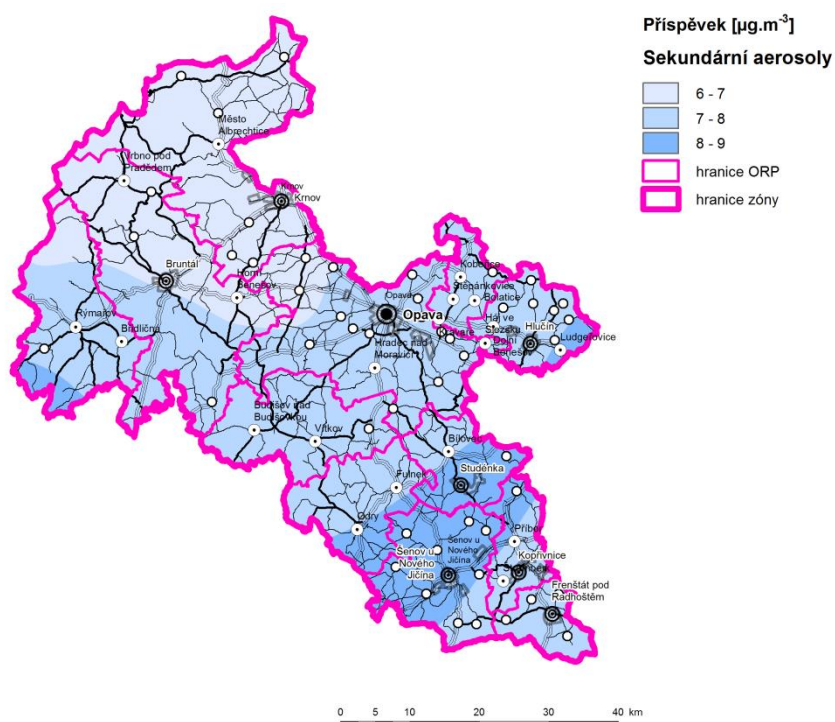 Příspěvek [µg.m⁻³]
Sekundární aerosoly
6 - 7
7 - 8
8 - 9
hranice ORP
hranice zóny
Město
Albrechtice
Vrbno pod
Pradědem
Krnov
Krnov
Bruntál
Horní
Benešov
Rýmařov
Břidličná
Opava
Opava
Kobeřice
Štěpánkovice
Bolatice
Kravaře
Háj ve
Slezsku
Dolní
Benešov
Hlučín
Ludgeřovice
Hradec nad
Moravicí
Budišov nad
Budišovkou
Vítkov
Bílovec
Studénka
Fulnek
Odry
Šenov u
Nového
Jičína
Šenov u
Nového
Jičína
Příbor
Kopřivnice
Frenštát pod
Radhoštěm
0 5 10 20 30 40 km